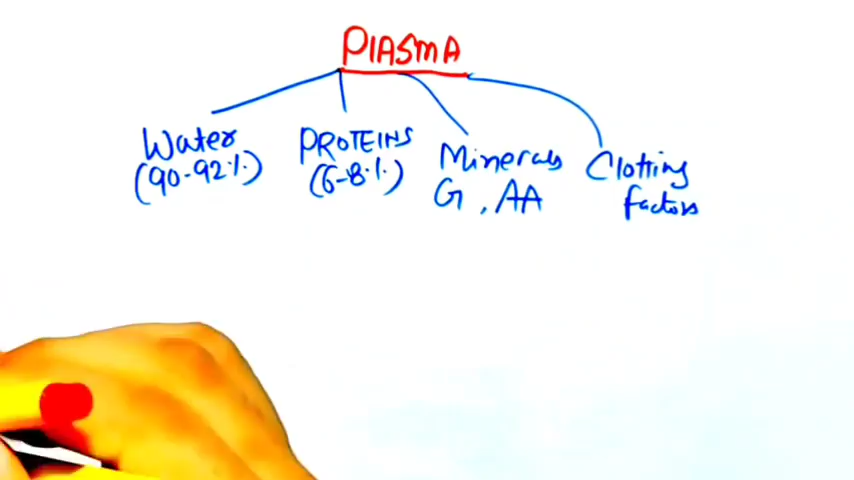 PlASMA
Water
(90-92%)
PROTEINS
(6-8%)
Minerals
G, AA
Clotting
factors